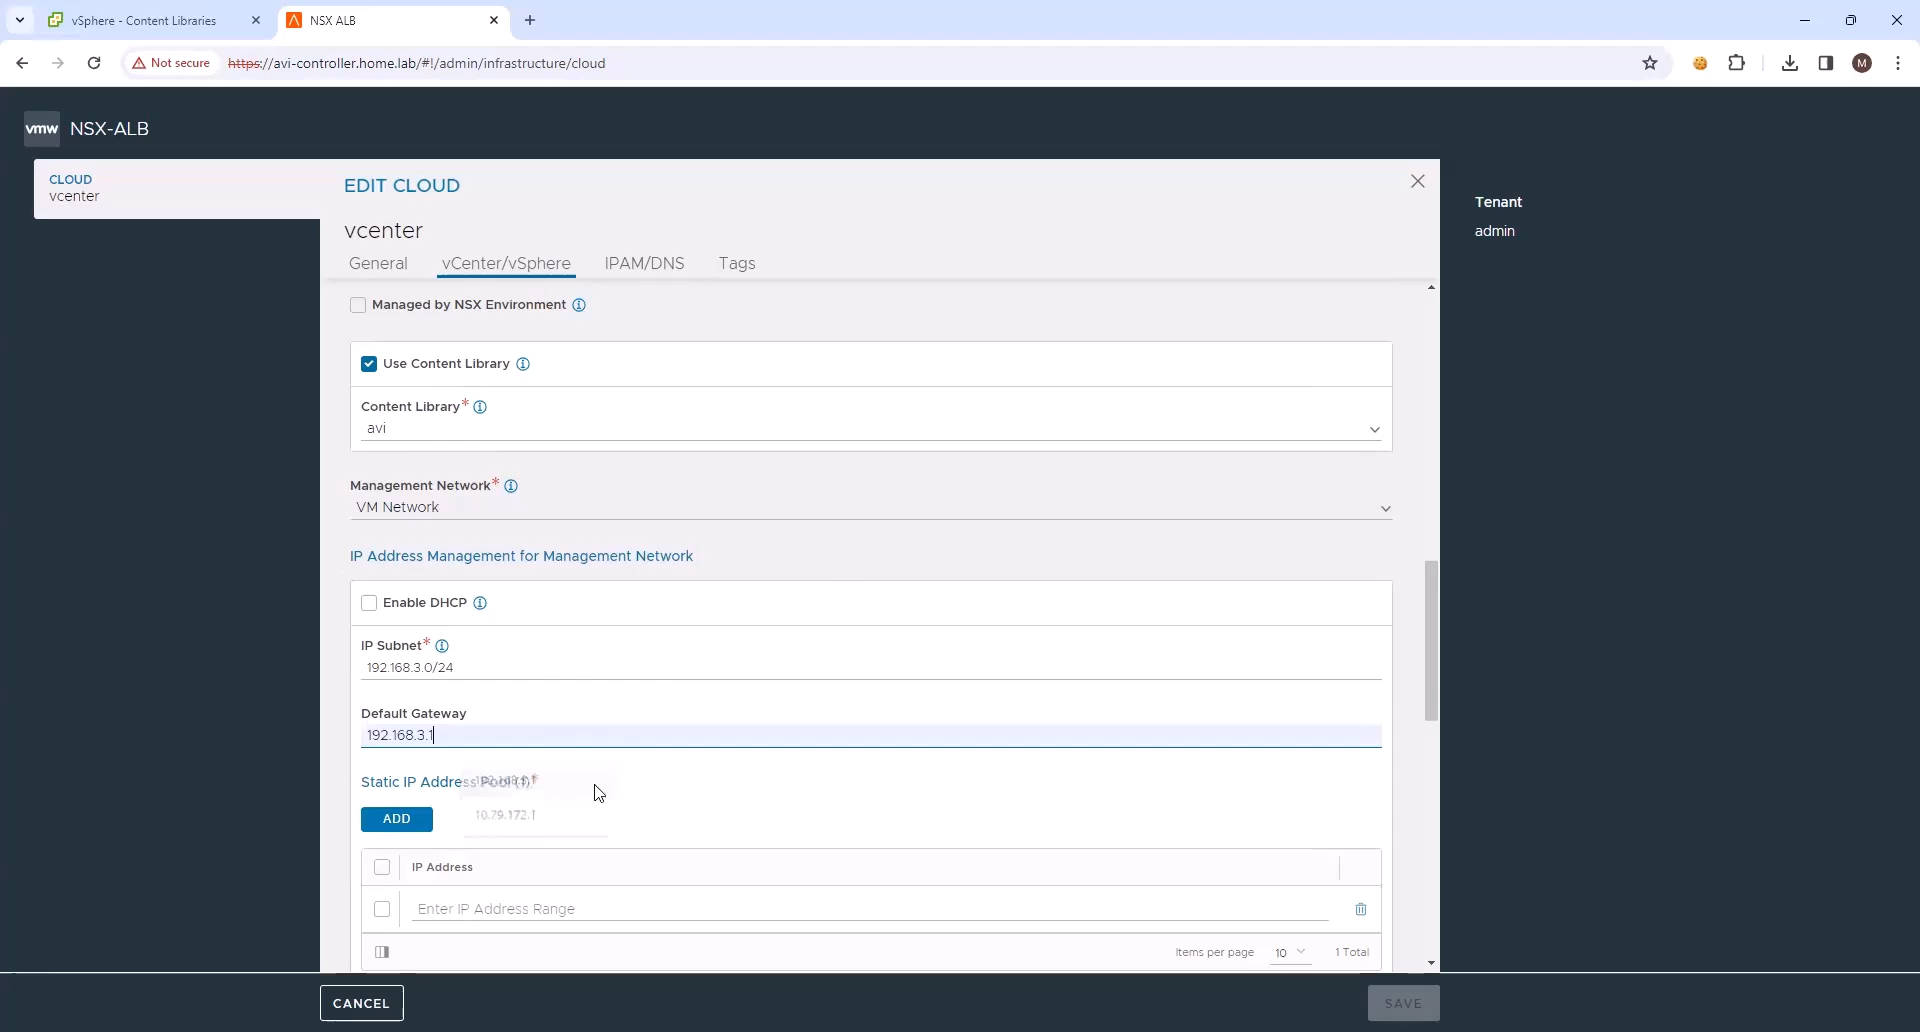 vSphere - Content Libraries
NSX ALB
Not secure
https://avi-controller.home.lab/#!/admin/infrastructure/cloud
M
vmw
NSX-ALB
CLOUD
vcenter
EDIT CLOUD
Tenant
admin
vcenter
General
vCenter/vSphere
IPAM/DNS
Tags
Managed by NSX Environment
Use Content Library
Content Library*
avi
Management Network*
VM Network
IP Address Management for Management Network
Enable DHCP
IP Subnet*
192.168.3.0/24
Default Gateway
192.168.3.1
Static IP Address Pool (1)*
ADD
10.79.172.1
IP Address
Enter IP Address Range
Items per page
10
1 Total
CANCEL
SAVE